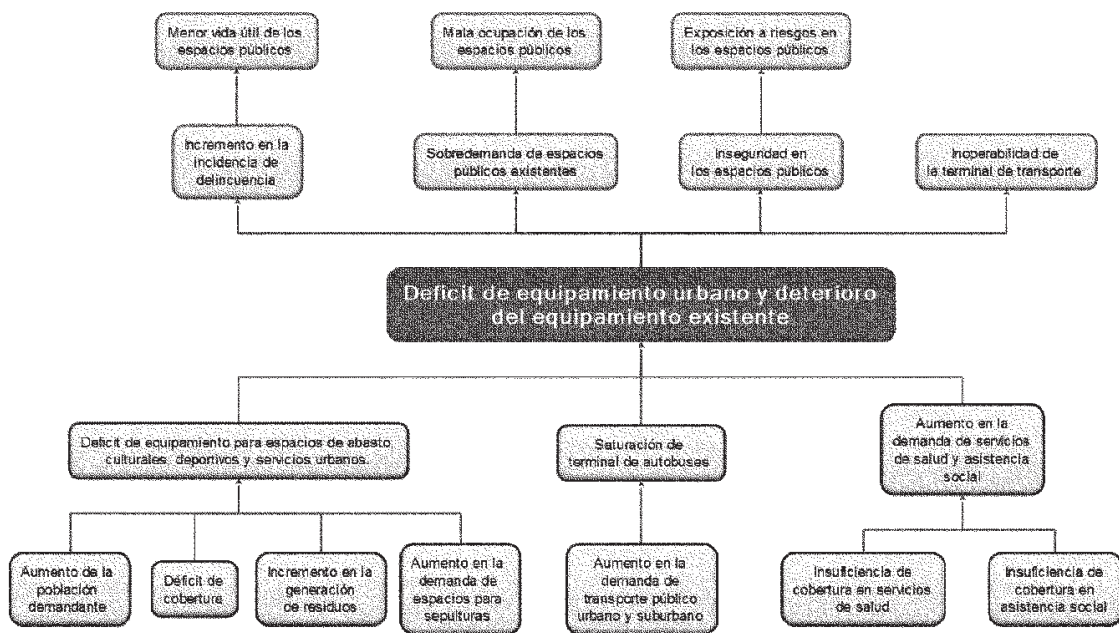 Menor vida útil de los
espacios públicos
Mala ocupación de los
espacios públicos
Exposición a riesgos en
los espacios públicos
Incremento en la
incidencia de
delincuencia
Sobredemanda de espacios
públicos existentes
Inseguridad en
los espacios públicos
Inoperabilidad de
la terminal de transporte
Deficit de equipamiento urbano y deterioro
del equipamiento existente
Deficit de equipamiento para espacios de abasto
culturales, deportivos y servicios urbanos.
Saturación de
terminal de autobuses
Aumento en la
demanda de servicios
de salud y asistencia
social
Aumento de la
población
demandante
Déficit de
cobertura
Incremento en la
generación
de residuos
Aumento en la
demanda de
espacios para
sepulturas
Aumento en la
demanda de
transporte público
urbano y suburbano
Insuficiencia de
cobertura en servicios
de salud
Insuficiencia de
cobertura en
asistencia social